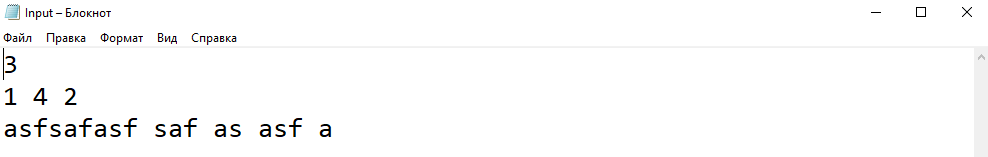 Input – Блокнот
Файл Правка Формат Вид Справка
3
1 4 2
asfsafasf saf as asf a